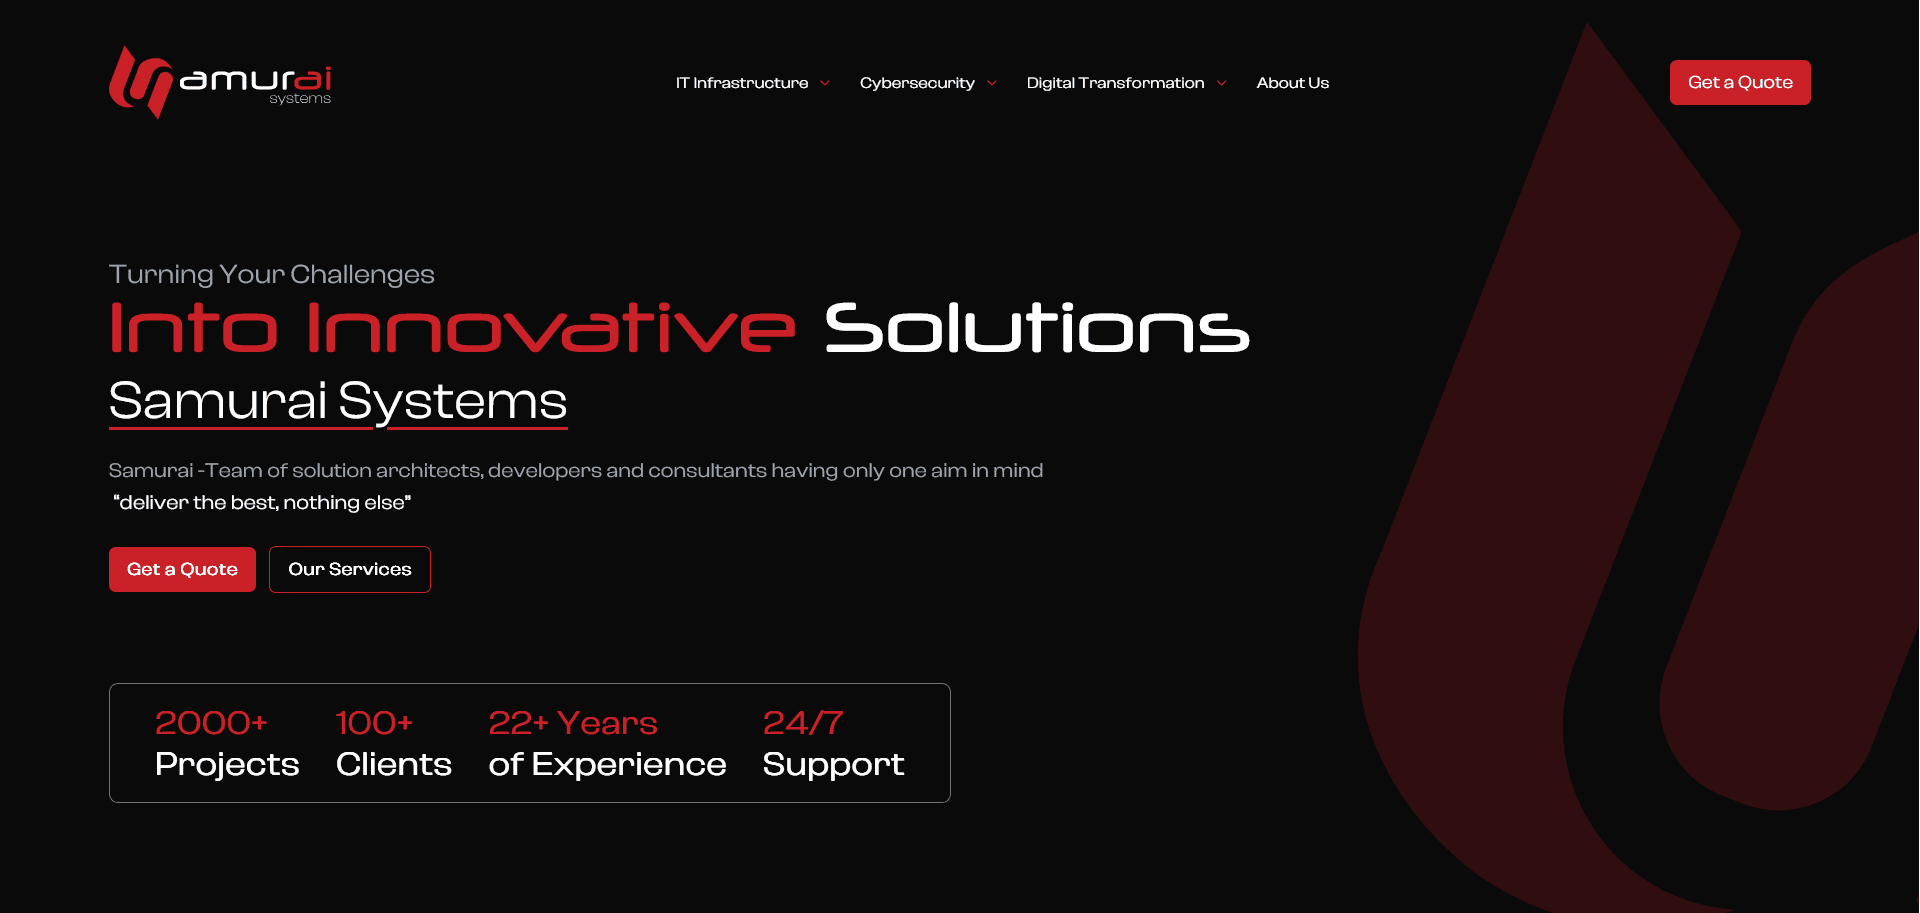 amurai
systems
IT Infrastructure
Cybersecurity
Digital Transformation
About Us
Get a Quote
Turning Your Challenges
Into Innovative Solutions
Samurai Systems
Samurai -Team of solution architects, developers and consultants having only one aim in mind
“deliver the best, nothing else”
Get a Quote
Our Services
2000+
Projects
100+
Clients
22+ Years
of Experience
24/7
Support